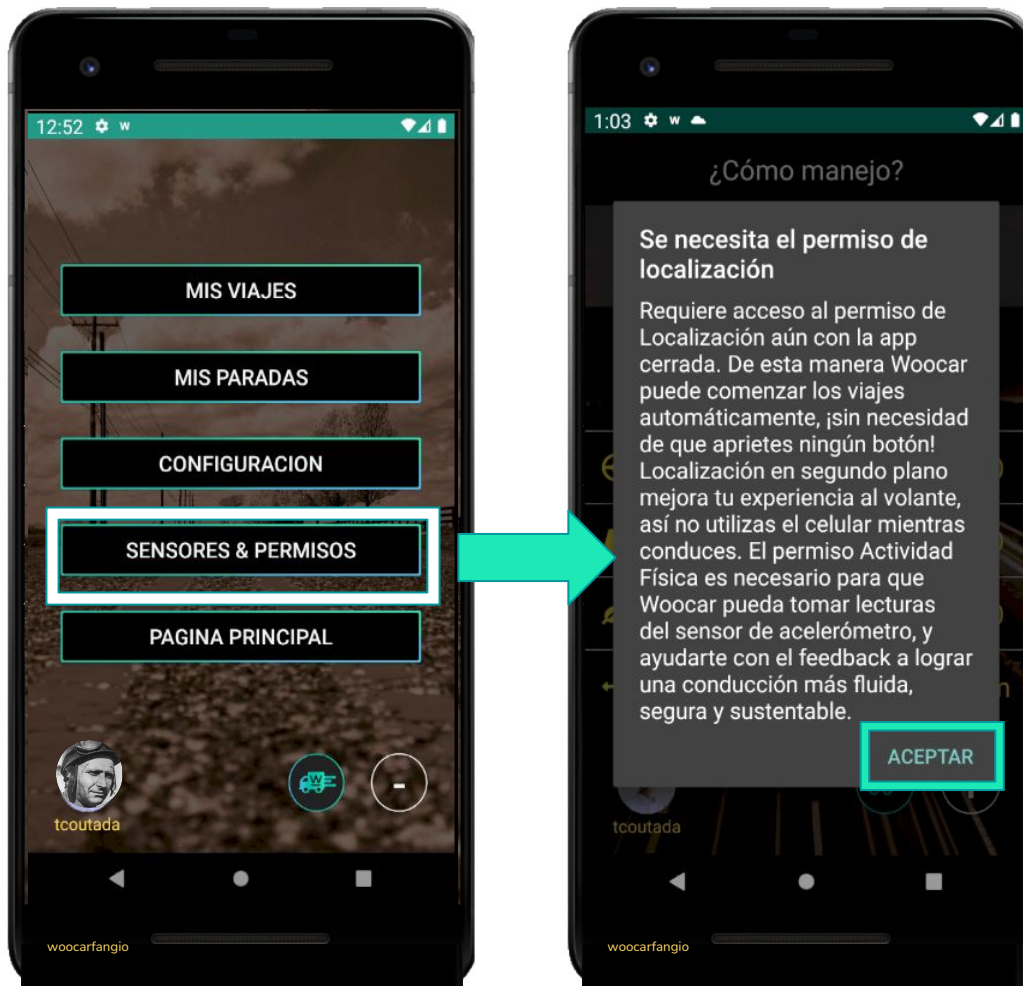 12:52 W
MIS VIAJES
MIS PARADAS
CONFIGURACION
SENSORES & PERMISOS
PAGINA PRINCIPAL
W
-
tcoutada
woocarfangio
1:03 W
¿Cómo manejo?
Se necesita el permiso de
localización
Requiere acceso al permiso de
Localización aún con la app
cerrada. De esta manera Woocar
puede comenzar los viajes
automáticamente, ¡sin necesidad
de que aprietes ningún botón!
Localización en segundo plano
mejora tu experiencia al volante,
así no utilizas el celular mientras
conduces. El permiso Actividad
Física es necesario para que
Woocar pueda tomar lecturas
del sensor de acelerómetro, y
ayudarte con el feedback a lograr
una conducción más fluida,
segura y sustentable.
ACEPTAR
tcoutada
woocarfangio